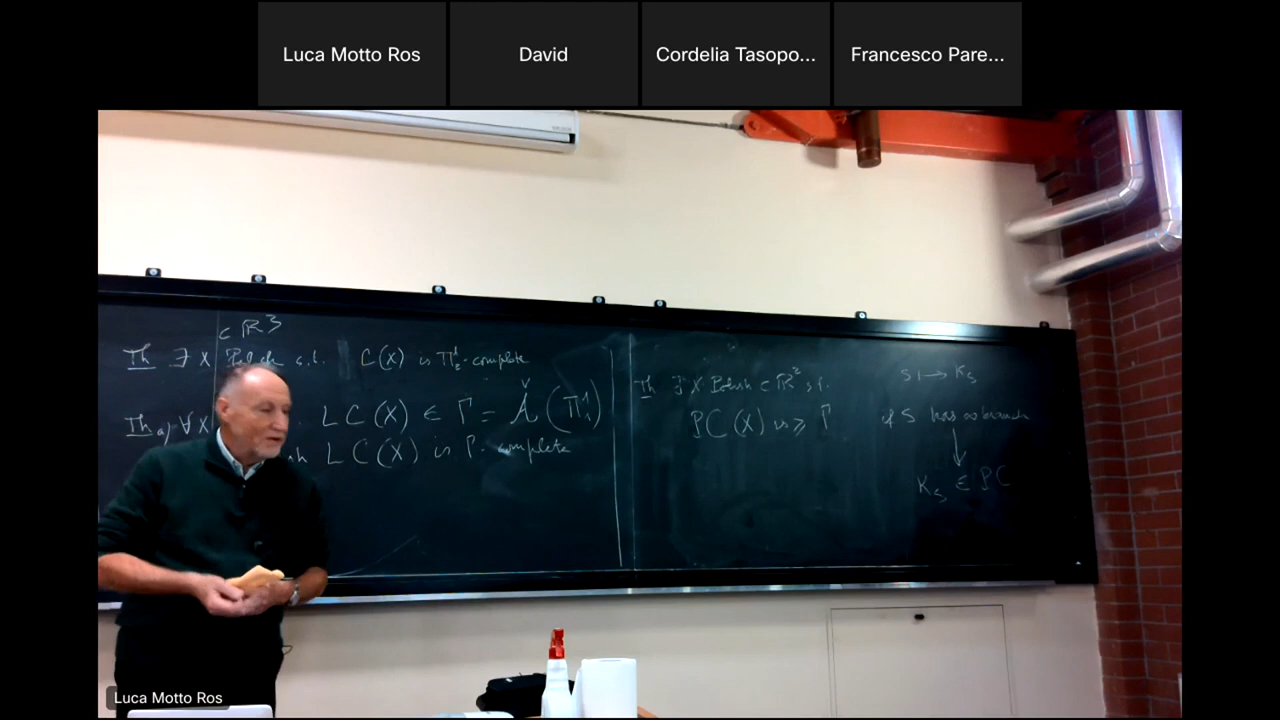 Luca Motto Ros
David
Cordelia Tasopo...
Francesco Pare...
⊂ ℝ³
Th ∃ X Polish s.t. C(X) is Π¹₂-complete
Th a) ∀ X LC(X) ∈ Γ = Ǎ (Π¹₁)
LC(X) is Γ-complete
Th ∃ X Polish ⊂ ℝ² s.t.
PC(X) is ≥ Γ
S ↦ K_S
if S has no branch
↓
K_S ∈ PC
Luca Motto Ros